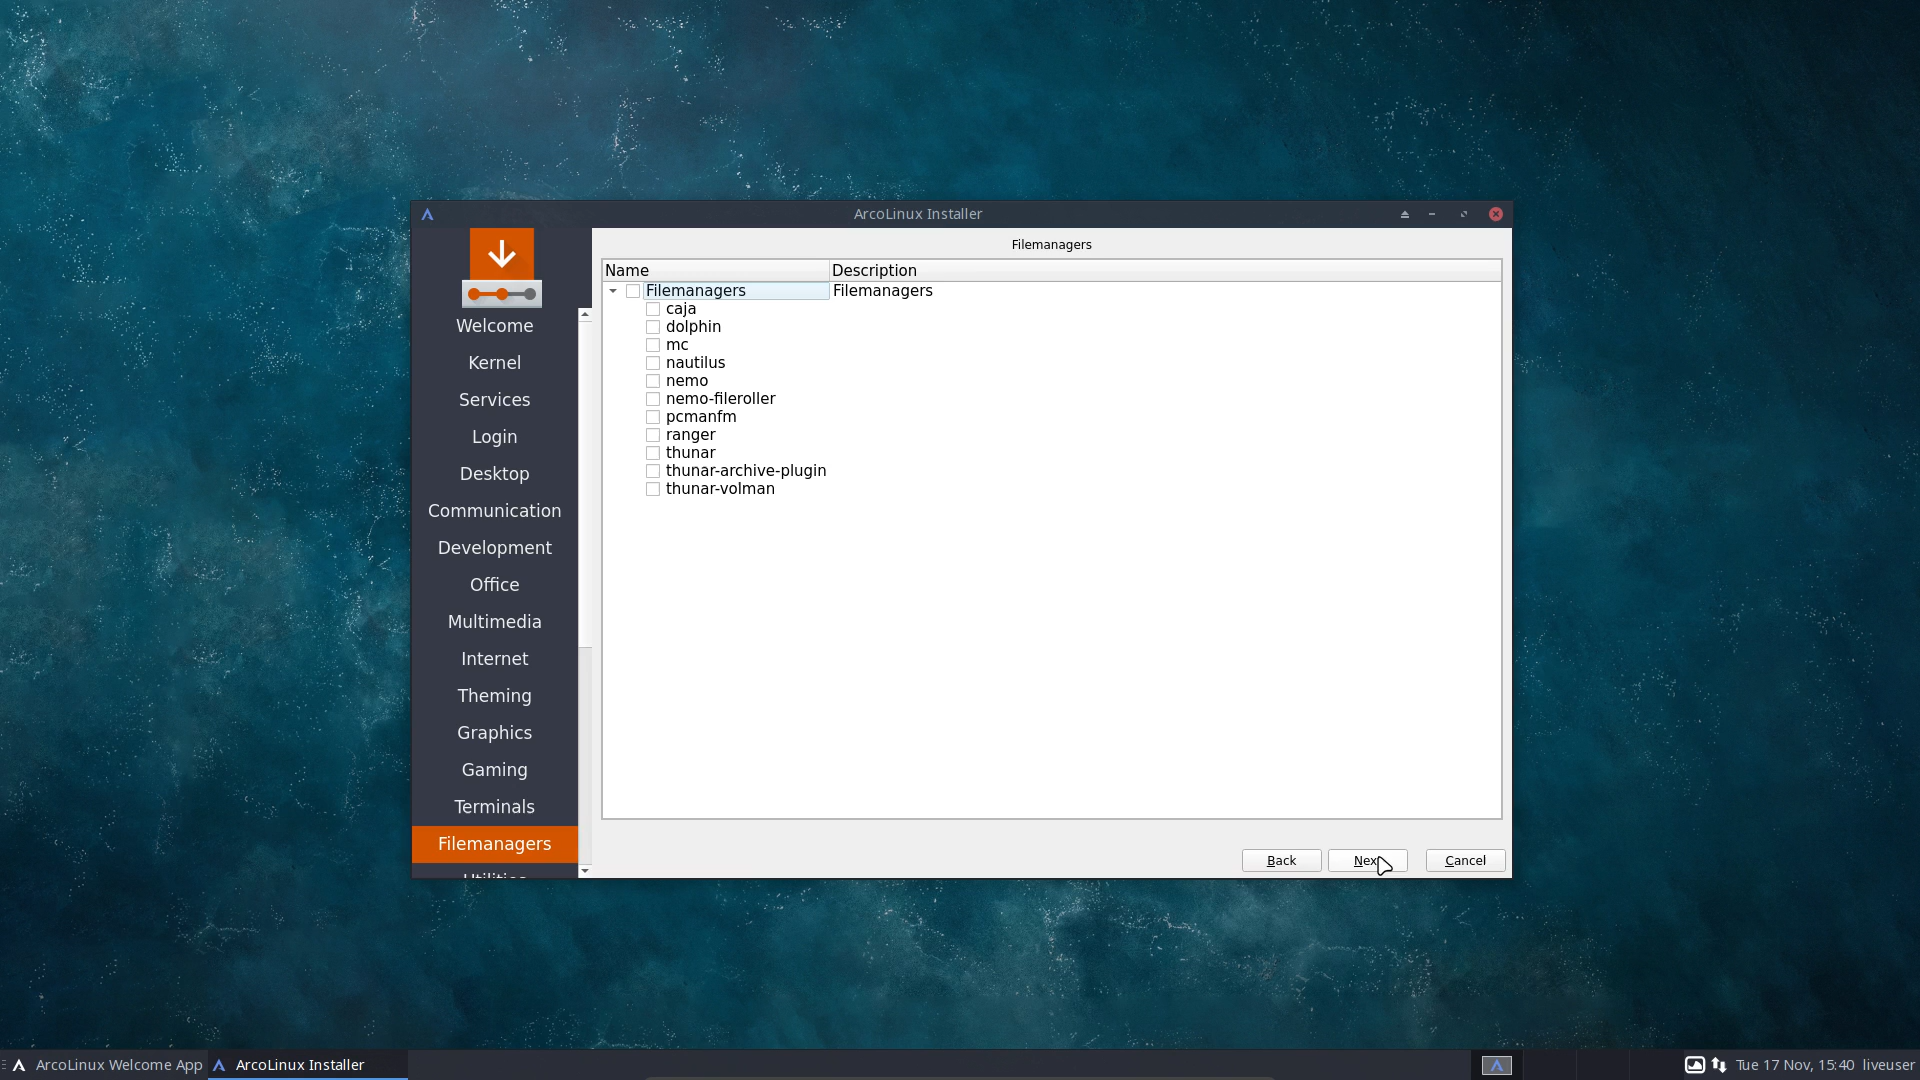 ArcoLinux Installer
Welcome
Kernel
Services
Login
Desktop
Communication
Development
Office
Multimedia
Internet
Theming
Graphics
Gaming
Terminals
Filemanagers
Utilities
Filemanagers
Name Description
Filemanagers Filemanagers
caja
dolphin
mc
nautilus
nemo
nemo-fileroller
pcmanfm
ranger
thunar
thunar-archive-plugin
thunar-volman
Back Next Cancel
ArcoLinux Welcome App ArcoLinux Installer Tue 17 Nov, 15:40 liveuser